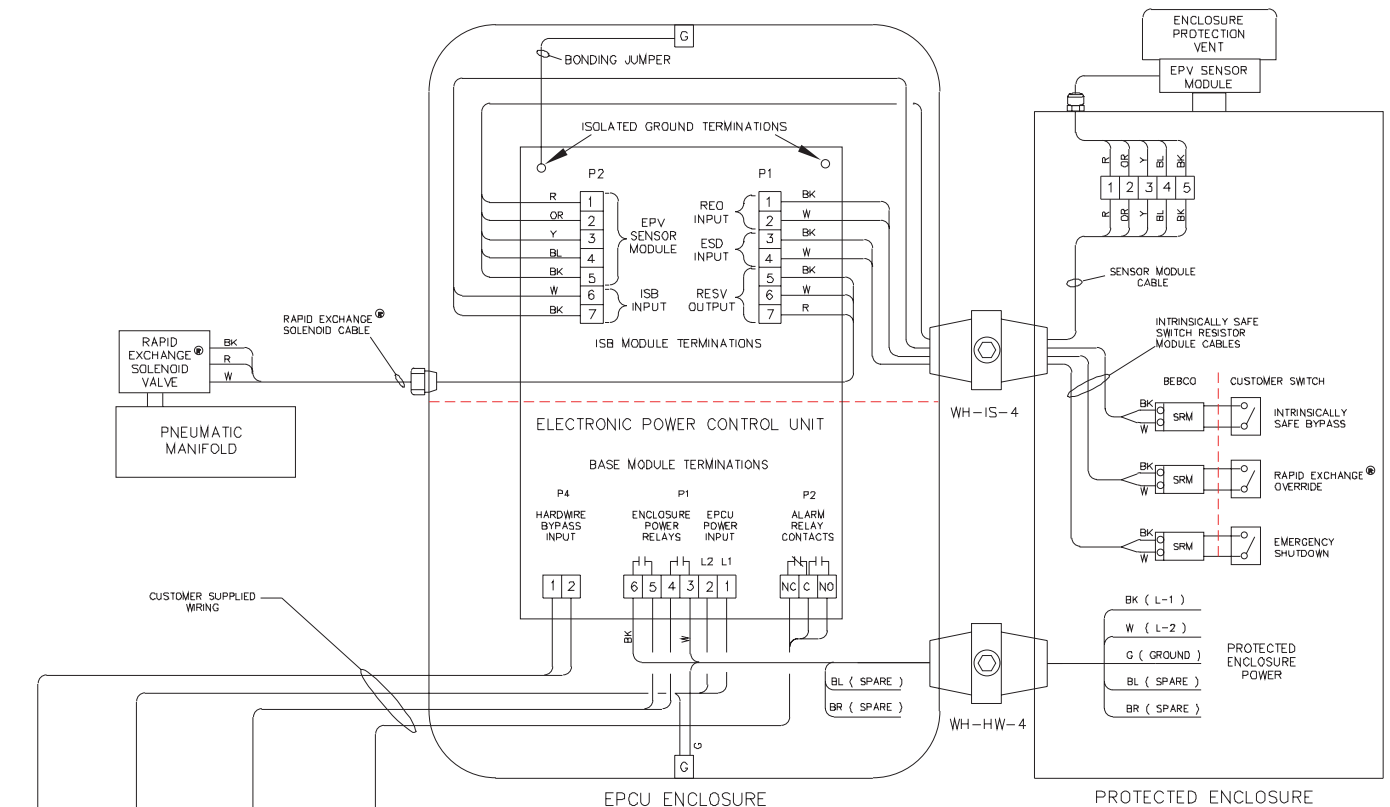 ENCLOSURE
PROTECTION
VENT
EPV SENSOR
MODULE
G
BONDING JUMPER
ISOLATED GROUND TERMINATIONS
P2
P1
R
OR
Y
BL
BK
W
BK
1
2
3
4
5
6
7
EPV
SENSOR
MODULE
ISB
INPUT
REO
INPUT
ESD
INPUT
RESV
OUTPUT
1
2
3
4
5
6
7
BK
W
BK
W
BK
W
R
ISB MODULE TERMINATIONS
R OR Y BL BK
1 2 3 4 5
R OR Y BL BK
SENSOR MODULE
CABLE
RAPID EXCHANGE®
SOLENOID CABLE
RAPID
EXCHANGE®
SOLENOID
VALVE
BK
R
W
PNEUMATIC
MANIFOLD
WH-IS-4
INTRINSICALLY SAFE
SWITCH RESISTOR
MODULE CABLES
BEBCO
CUSTOMER SWITCH
BK
W
SRM
INTRINSICALLY
SAFE BYPASS
BK
W
SRM
RAPID EXCHANGE®
OVERRIDE
BK
W
SRM
EMERGENCY
SHUTDOWN
ELECTRONIC POWER CONTROL UNIT
BASE MODULE TERMINATIONS
P4
HARDWIRE
BYPASS
INPUT
P1
ENCLOSURE
POWER
RELAYS
EPCU
POWER
INPUT
L2 L1
P2
ALARM
RELAY
CONTACTS
1 2
6 5 4 3 2 1
NC C NO
BK
W
CUSTOMER SUPPLIED
WIRING
BL ( SPARE )
BR ( SPARE )
G
G
WH-HW-4
BK ( L-1 )
W ( L-2 )
G ( GROUND )
BL ( SPARE )
BR ( SPARE )
PROTECTED
ENCLOSURE
POWER
EPCU ENCLOSURE
PROTECTED ENCLOSURE